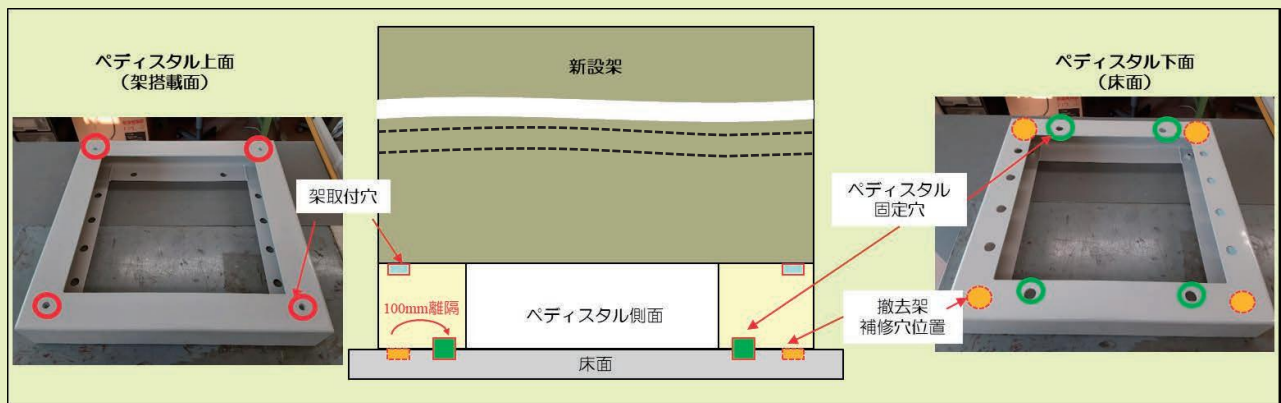 ペディスタル上面
（架搭載面）
架取付穴
新設架
100mm離隔
ペディスタル側面
床面
ペディスタル
固定穴
撤去架
補修穴位置
ペディスタル下面
（床面）